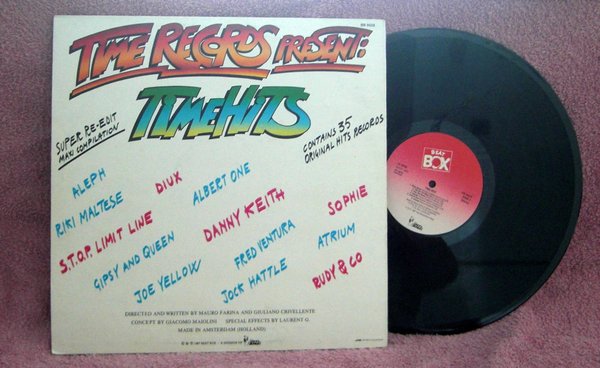 TIME RECORDS PRESENT:
TIME HITS
SUPER RE-EDIT
MAXI COMPILATION
CONTAINS 35
ORIGINAL HITS RECORDS
ALEPH
DIUX
ALBERT ONE
RIKI MALTESE
DANNY KEITH
SOPHIE
S.T.O.P. LIMIT LINE
FRED VENTURA
ATRIUM
GIPSY AND QUEEN
JOE YELLOW
JOCK HATTLE
RUDY & CO
DIRECTED AND WRITTEN BY MAURO FARINA AND GIULIANO CRIVELLENTE
CONCEPT BY GIACOMO MAIOLINI SPECIAL EFFECTS BY LAURENT G.
MADE IN AMSTERDAM (HOLLAND)
BEAT
BOX